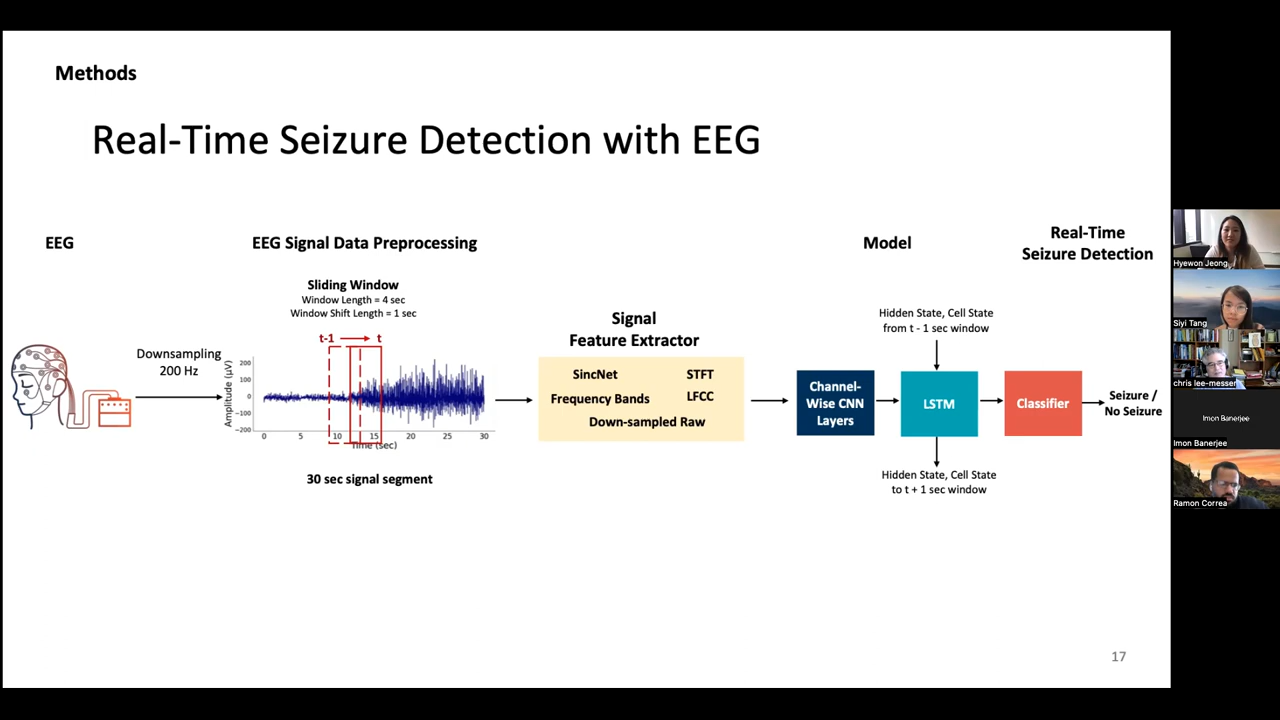 Methods
Real-Time Seizure Detection with EEG
EEG
EEG Signal Data Preprocessing
Model
Real-Time
Seizure Detection
Sliding Window
Window Length = 4 sec
Window Shift Length = 1 sec
t-1
t
Downsampling
200 Hz
Amplitude (µV)
200
100
0
−100
−200
0
5
10
15
20
25
30
Time (sec)
30 sec signal segment
Signal
Feature Extractor
SincNet
STFT
Frequency Bands
LFCC
Down-sampled Raw
Channel-
Wise CNN
Layers
Hidden State, Cell State
from t - 1 sec window
LSTM
Hidden State, Cell State
to t + 1 sec window
Classifier
Seizure /
No Seizure
17
Hyewon Jeong
Siyi Tang
chris lee-messer
Imon Banerjee
Imon Banerjee
Ramon Correa